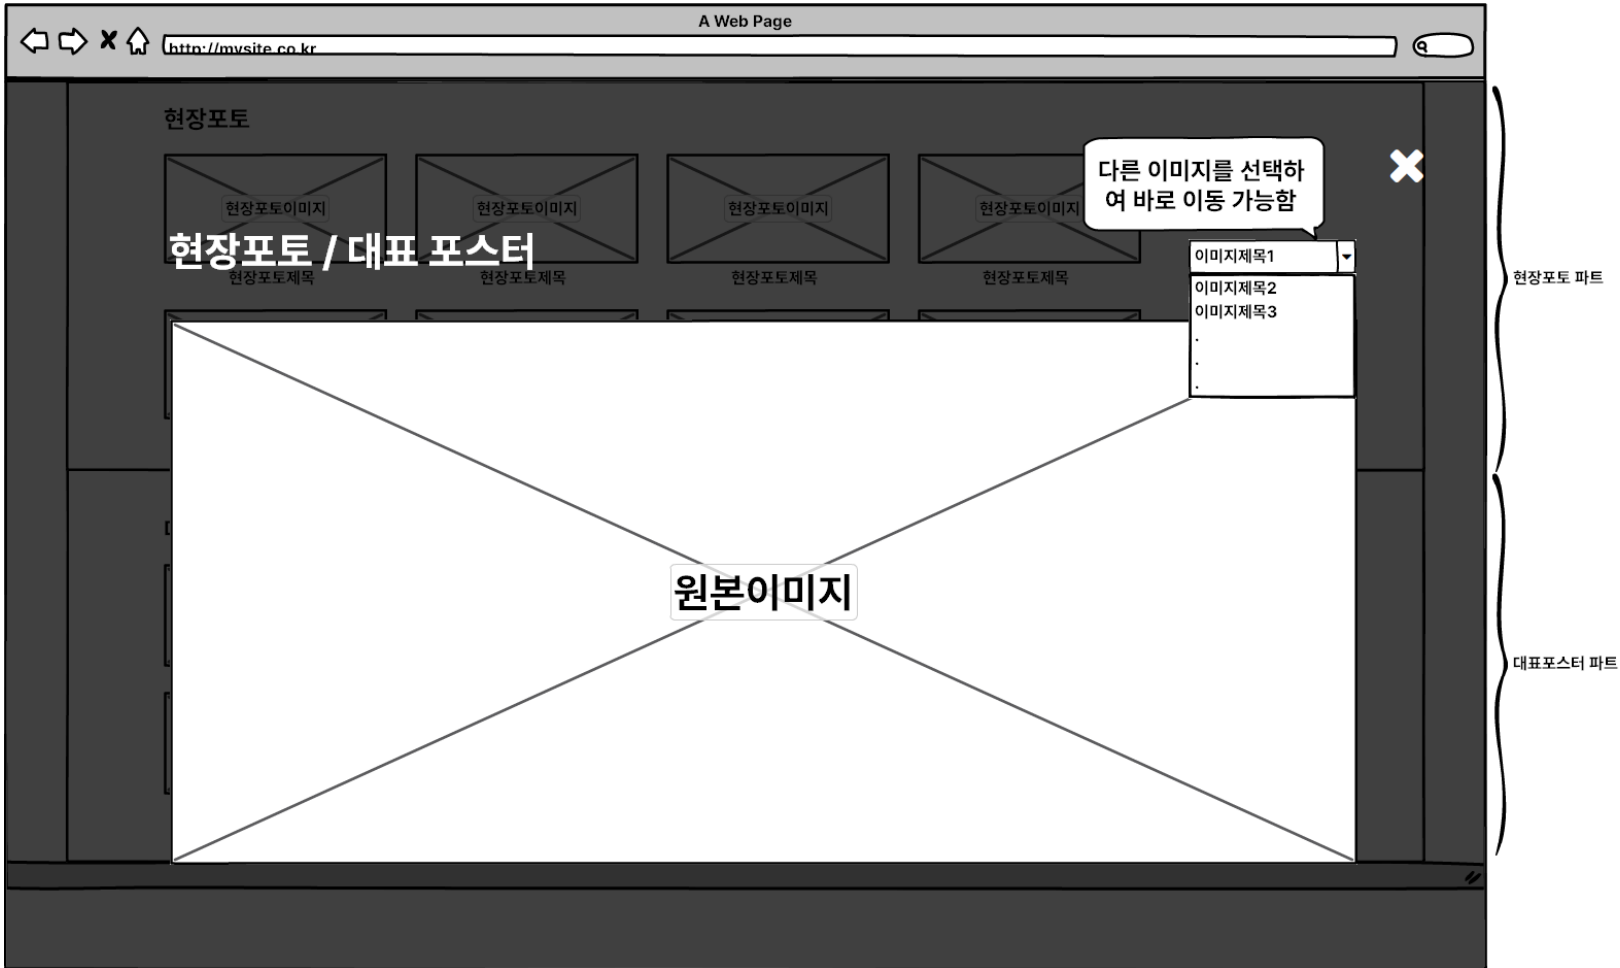 A Web Page
http://mysite.co.kr
현장포토
다른 이미지를 선택하
여 바로 이동 가능함
현장포토이미지
현장포토이미지
현장포토이미지
현장포토이미지
현장포토 / 대표 포스터
이미지제목1
현장포토제목
현장포토제목
현장포토제목
현장포토제목
현장포토 파트
이미지제목2
이미지제목3
.
.
.
원본이미지
대표포스터 파트